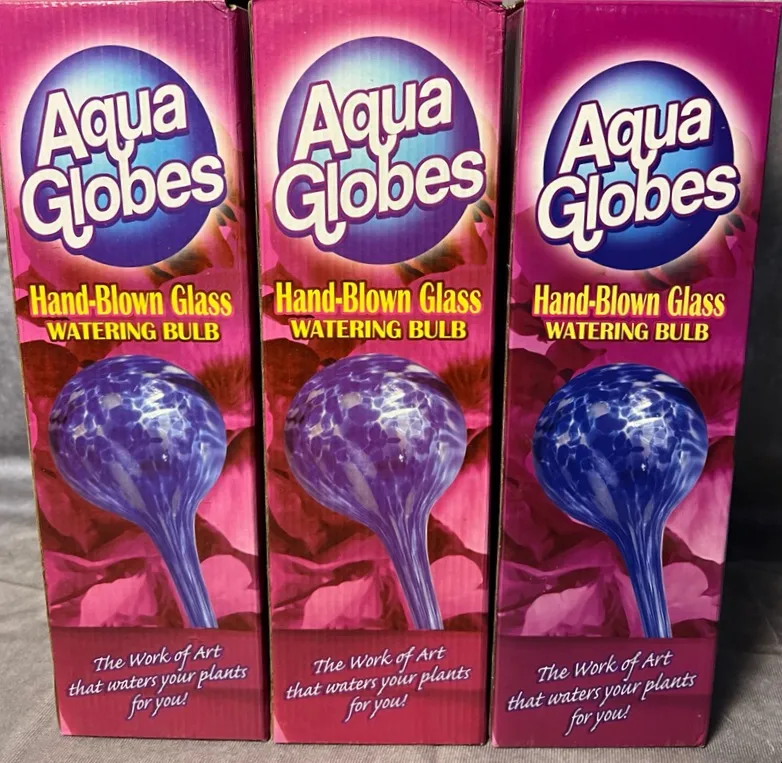 Aqua
Globes
Hand-Blown Glass
WATERING BULB
The Work of Art
that waters your plants
for you!
Aqua
Globes
Hand-Blown Glass
WATERING BULB
The Work of Art
that waters your plants
for you!
Aqua
Globes
Hand-Blown Glass
WATERING BULB
The Work of Art
that waters your plants
for you!